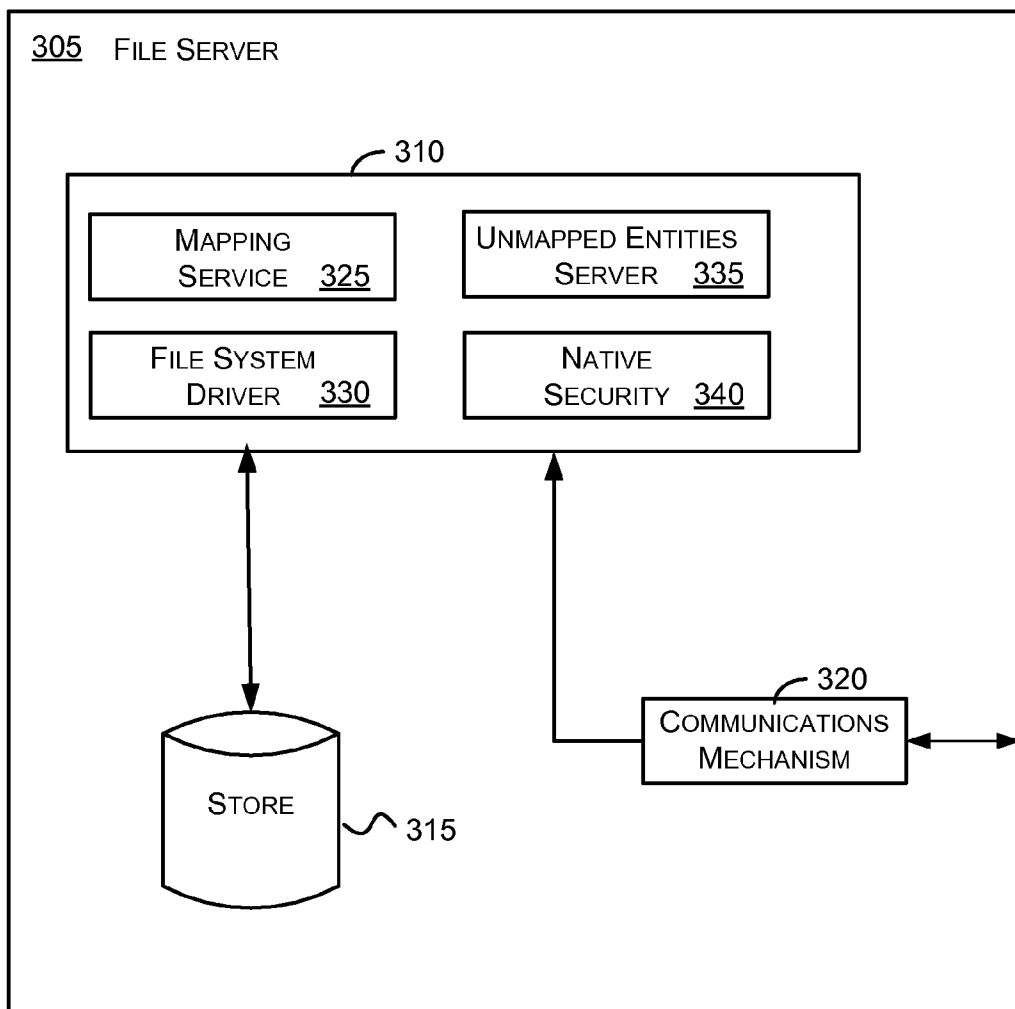 305 FILE SERVER
310
MAPPING
SERVICE 325
UNMAPPED ENTITIES
SERVER 335
FILE SYSTEM
DRIVER 330
NATIVE
SECURITY 340
320
COMMUNICATIONS
MECHANISM
STORE
315